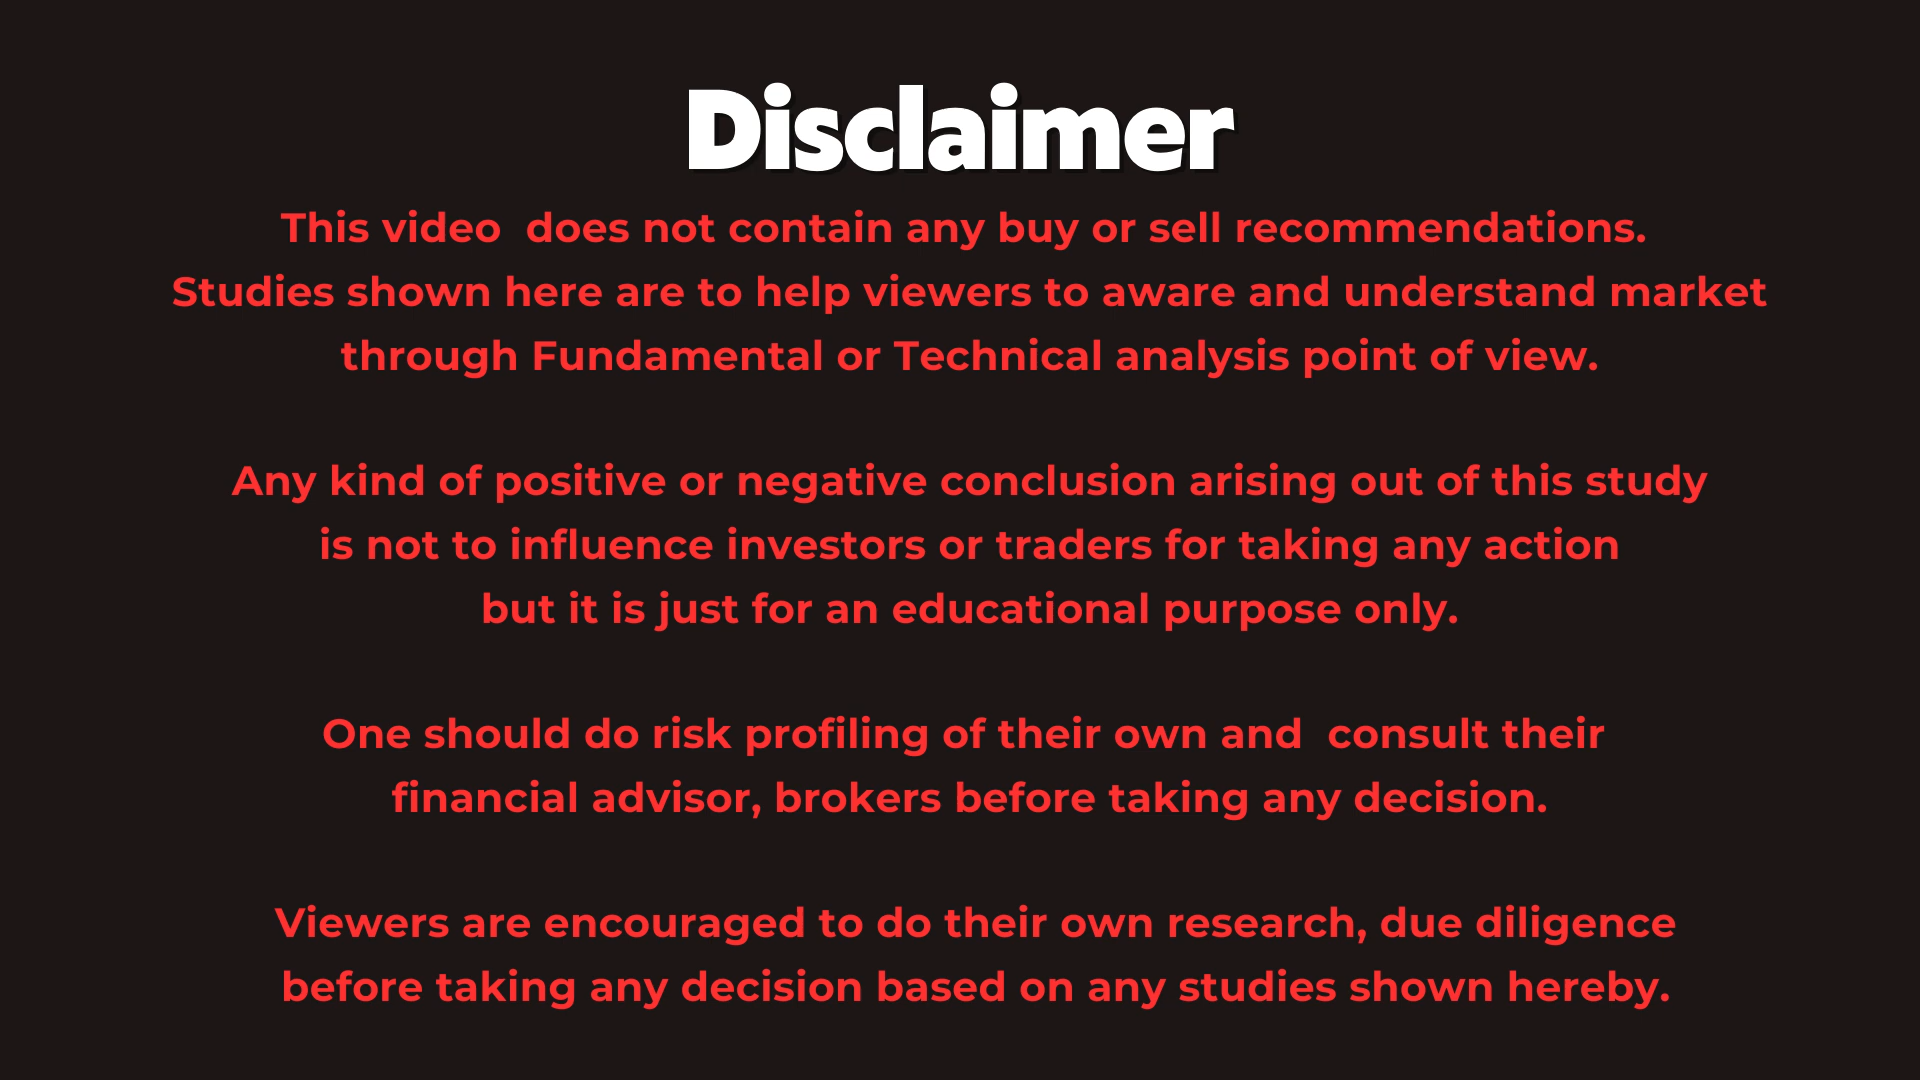 Disclaimer
This video  does not contain any buy or sell recommendations.
Studies shown here are to help viewers to aware and understand market
through Fundamental or Technical analysis point of view.
Any kind of positive or negative conclusion arising out of this study
is not to influence investors or traders for taking any action
but it is just for an educational purpose only.
One should do risk profiling of their own and  consult their
financial advisor, brokers before taking any decision.
Viewers are encouraged to do their own research, due diligence
before taking any decision based on any studies shown hereby.